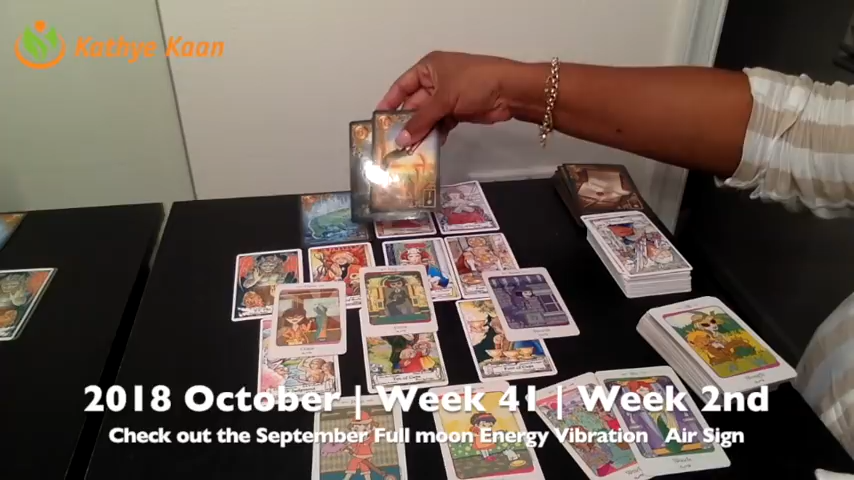 Kathye Kaan
2018 October | Week 41 | Week 2nd
Check out the September Full moon Energy Vibration Air Sign